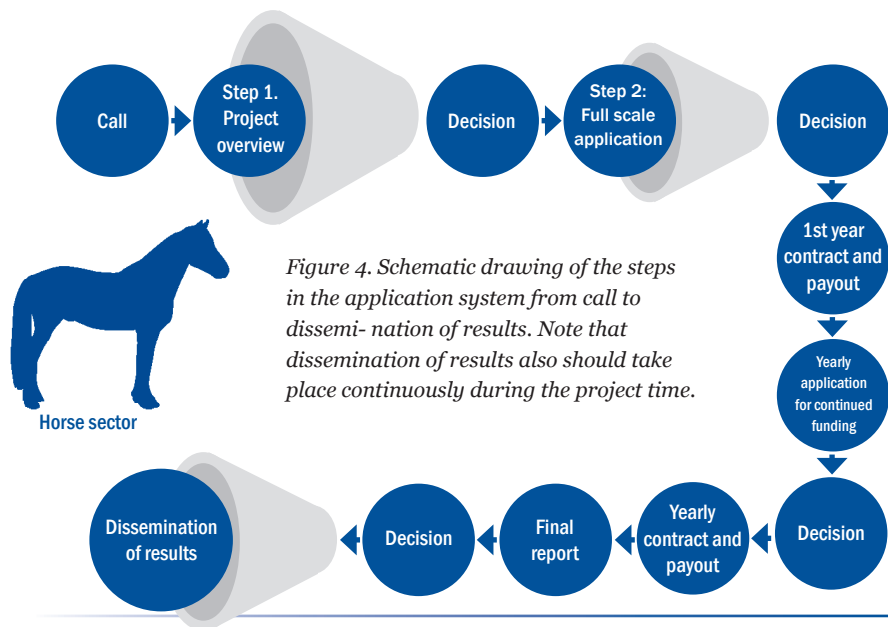 Call
Step 1.
Project
overview
Decision
Step 2:
Full scale
application
Decision
1st year
contract and
payout
Yearly
application
for continued
funding
Decision
Yearly
contract and
payout
Final
report
Decision
Dissemination
of results
Horse sector
Figure 4. Schematic drawing of the steps
in the application system from call to
dissemi- nation of results. Note that
dissemination of results also should take
place continuously during the project time.